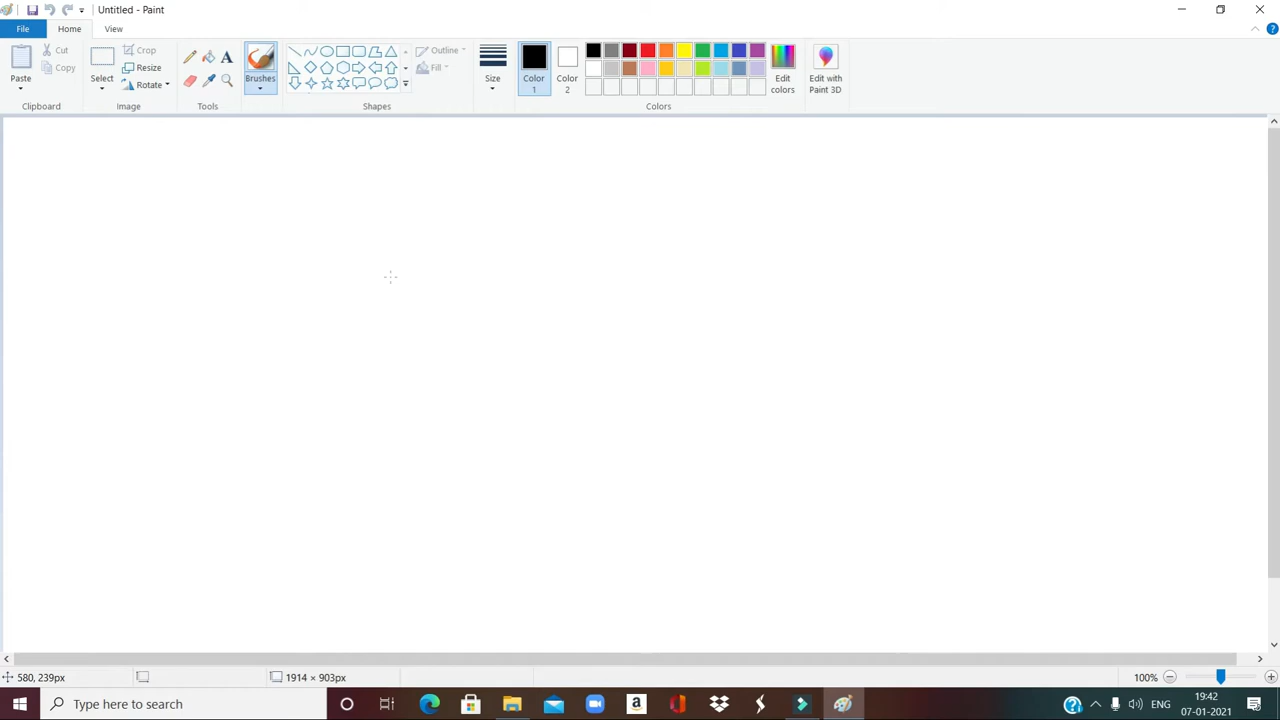 Untitled - Paint
File Home View
Paste
Cut
Copy
Clipboard
Select
Crop
Resize
Rotate
Image
A
Tools
Brushes
Outline
Fill
Shapes
Size
Color 1
Color 2
Edit colors
Colors
Edit with Paint 3D
580, 239px
1914 × 903px
100%
Type here to search
a
ENG
19:42
07-01-2021